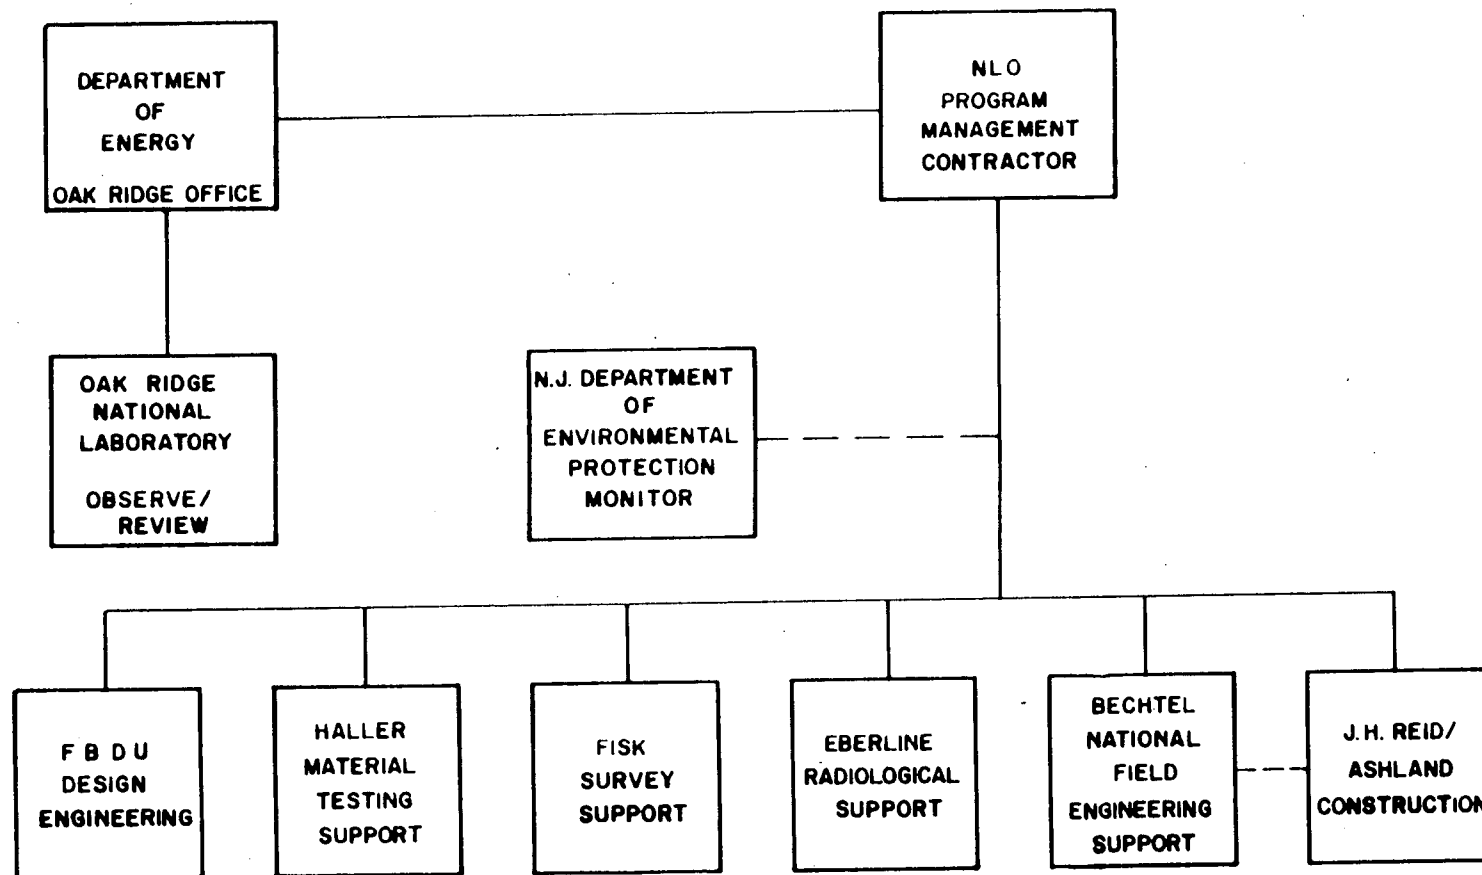 DEPARTMENT
OF
ENERGY
OAK RIDGE OFFICE
NLO
PROGRAM
MANAGEMENT
CONTRACTOR
OAK RIDGE
NATIONAL
LABORATORY
OBSERVE/
REVIEW
N.J. DEPARTMENT
OF
ENVIRONMENTAL
PROTECTION
MONITOR
F B D U
DESIGN
ENGINEERING
HALLER
MATERIAL
TESTING
SUPPORT
FISK
SURVEY
SUPPORT
EBERLINE
RADIOLOGICAL
SUPPORT
BECHTEL
NATIONAL
FIELD
ENGINEERING
SUPPORT
J.H. REID/
ASHLAND
CONSTRUCTION